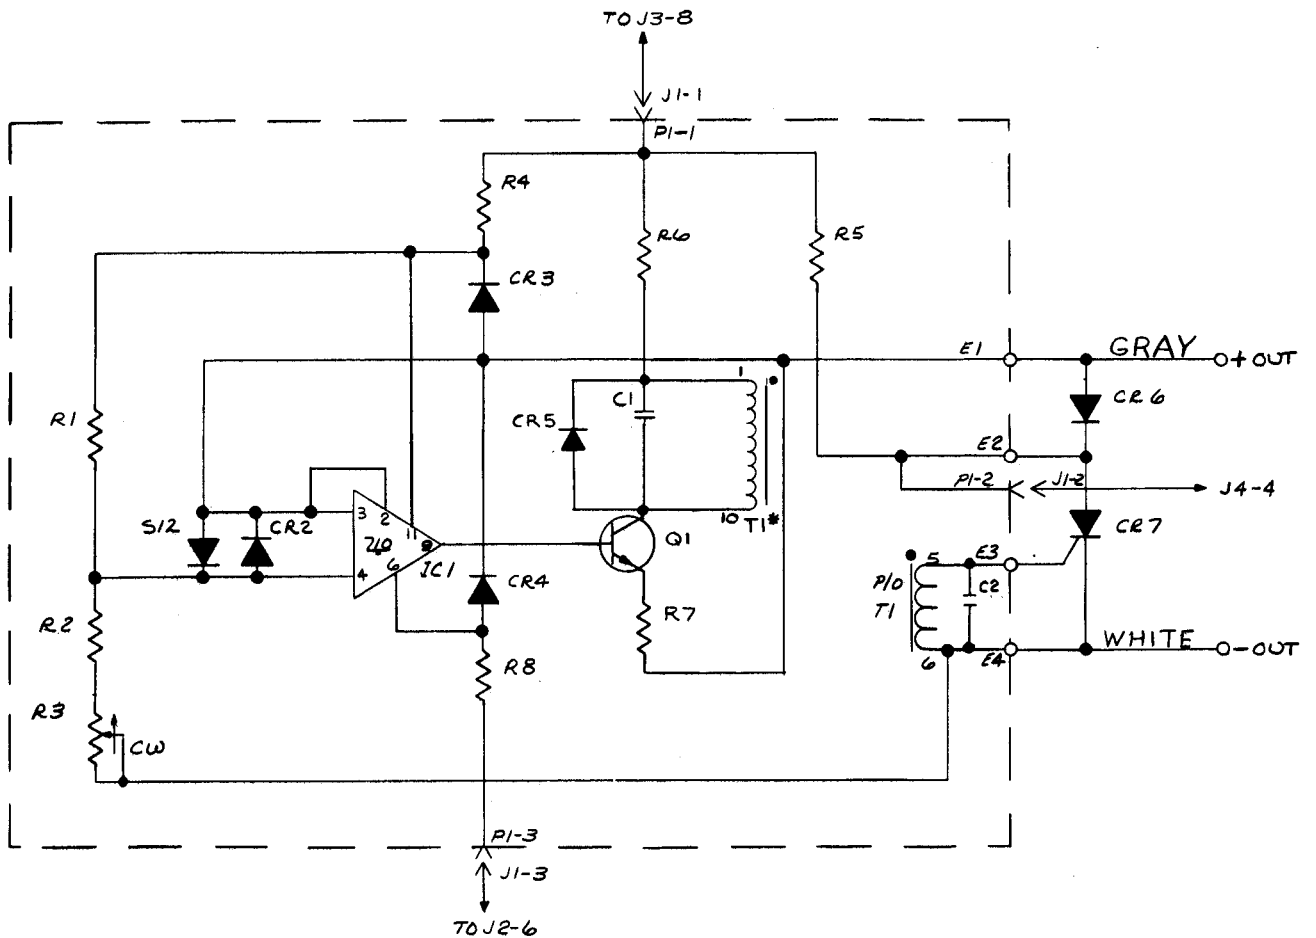 TO J3-8
J1-1
P1-1
R4
R6
R5
CR3
E1
GRAY
+ OUT
1
C1
CR5
CR6
R1
E2
P1-2
J1-2
J4-4
10
T1*
S12
CR2
3
2
11
710
9
4
6
IC1
Q1
CR7
CR4
5
E3
P/O
T1
C2
R2
R7
6
E4
WHITE
-OUT
R8
R3
CW
P1-3
J1-3
TO J2-6